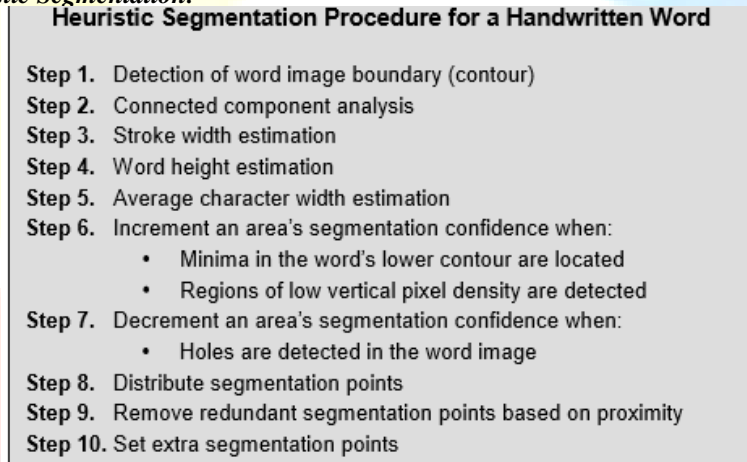 Segmentation.
Heuristic Segmentation Procedure for a Handwritten Word
Step 1. Detection of word image boundary (contour)
Step 2. Connected component analysis
Step 3. Stroke width estimation
Step 4. Word height estimation
Step 5. Average character width estimation
Step 6. Increment an area's segmentation confidence when:
• Minima in the word's lower contour are located
• Regions of low vertical pixel density are detected
Step 7. Decrement an area's segmentation confidence when:
• Holes are detected in the word image
Step 8. Distribute segmentation points
Step 9. Remove redundant segmentation points based on proximity
Step 10. Set extra segmentation points